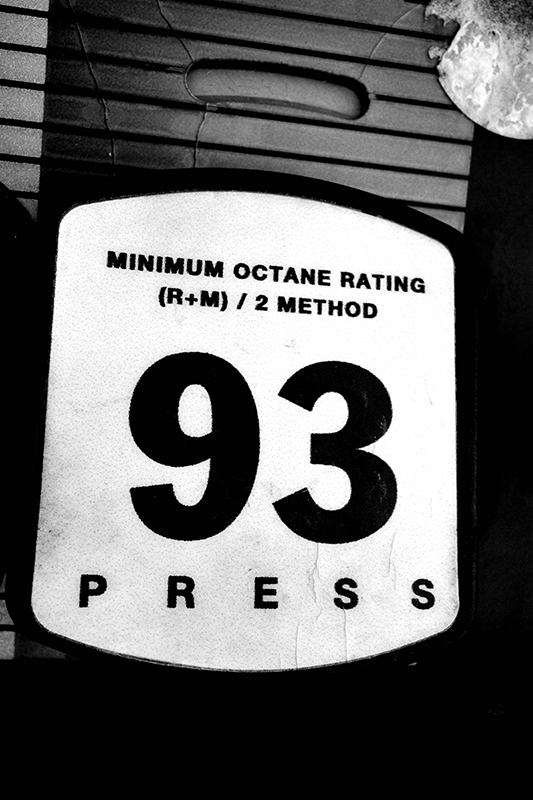 MINIMUM OCTANE RATING
(R+M) / 2 METHOD
93
PRESS